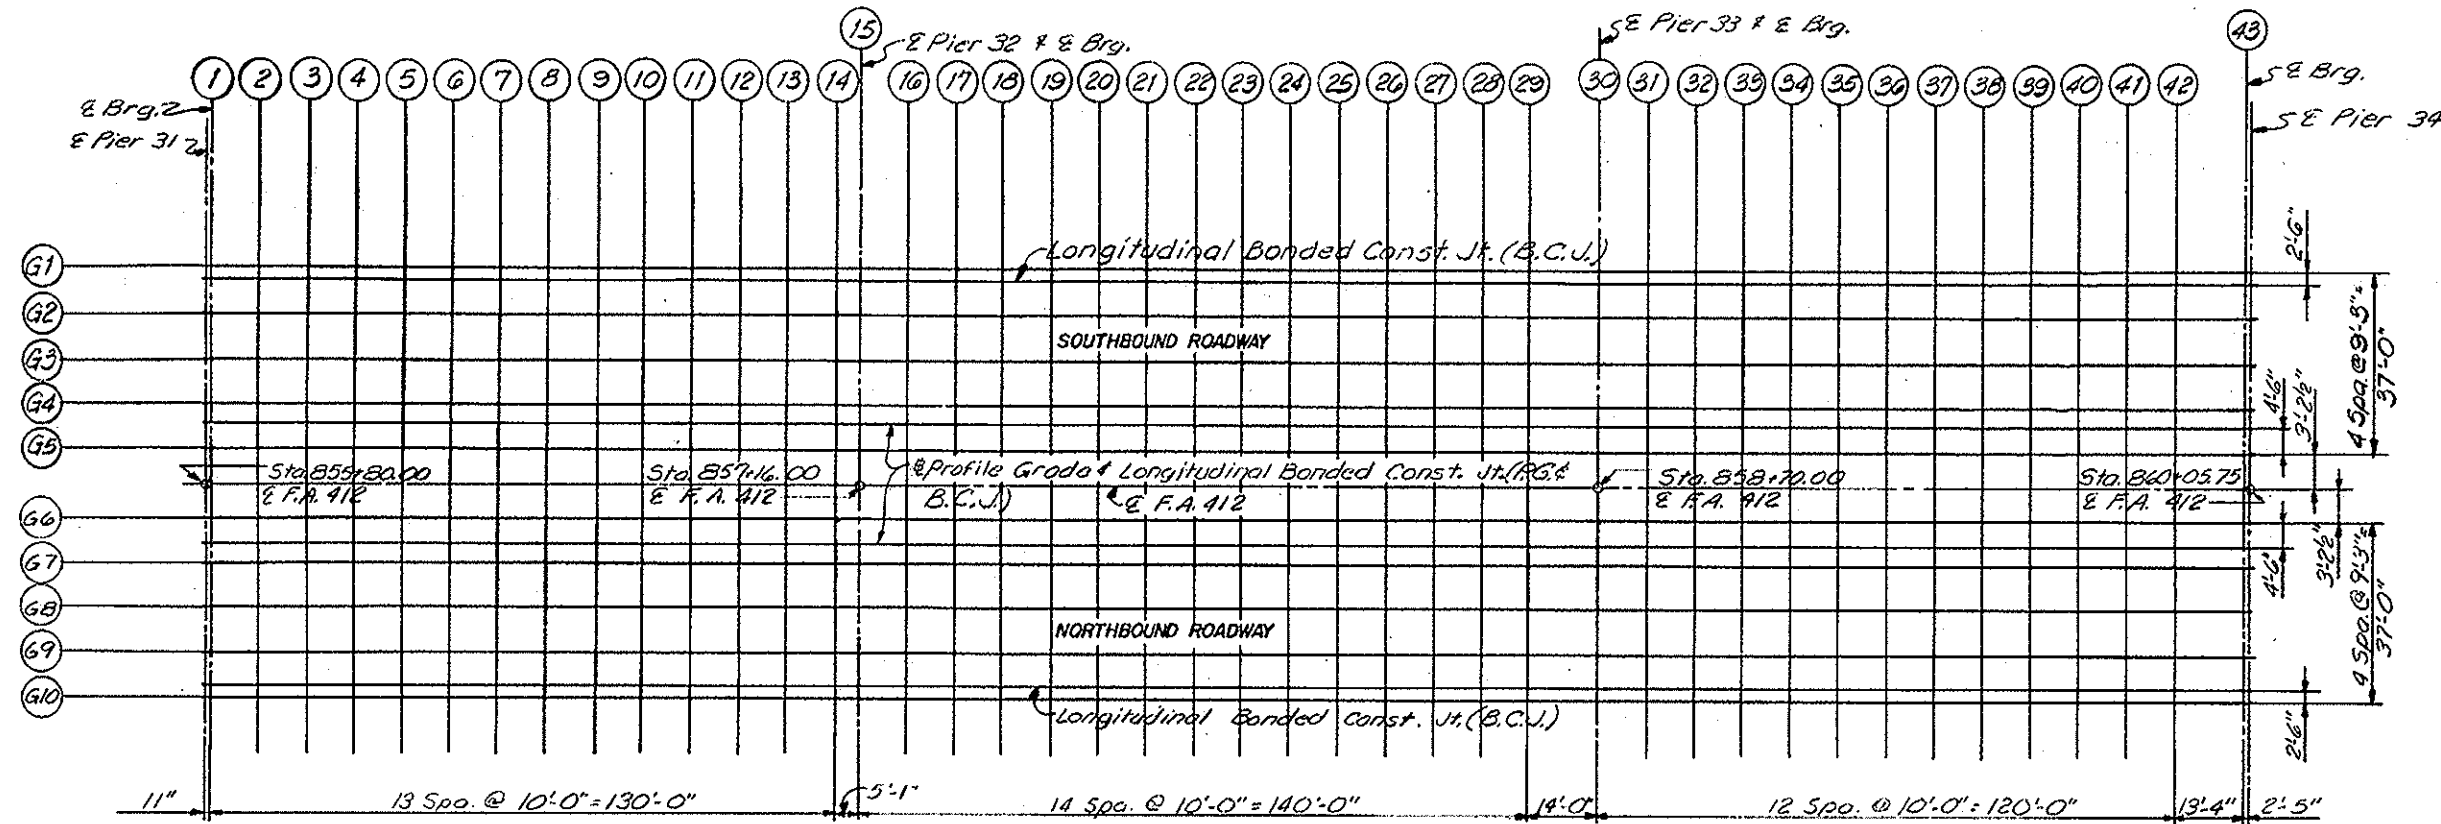 15
℄ Pier 32 & ℄ Brg.
℄ Pier 33 & ℄ Brg.
43
1 2 3 4 5 6 7 8 9 10 11 12 13 14 16 17 18 19 20 21 22 23 24 25 26 27 28 29 30 31 32 33 34 35 36 37 38 39 40 41 42
℄ Brg.
℄ Brg.
℄ Pier 31
℄ Pier 34
G1
Longitudinal Bonded Const. Jt. (B.C.J.)
2'-6"
G2
SOUTHBOUND ROADWAY
G3
4 Spa. @ 9'-3" =
37'-0"
G4
4'-6"
3'-2½"
G5
Sta. 855+80.00
℄ F.A. 412
Sta. 857+16.00
℄ F.A. 412
℄ Profile Grade & Longitudinal Bonded Const. Jt. (P.G. &
B.C.J.)
℄ F.A. 412
Sta. 858+70.00
℄ F.A. 412
Sta. 860+05.75
℄ F.A. 412
G6
G7
4'-6"
3'-2½"
4 Spa. @ 9'-3" =
37'-0"
G8
NORTHBOUND ROADWAY
G9
G10
Longitudinal Bonded Const. Jt. (B.C.J.)
2'-6"
11"
13 Spa. @ 10'-0" = 130'-0"
5'-1"
14 Spa. @ 10'-0" = 140'-0"
14'-0"
12 Spa. @ 10'-0" = 120'-0"
13'-4"
2'-5"